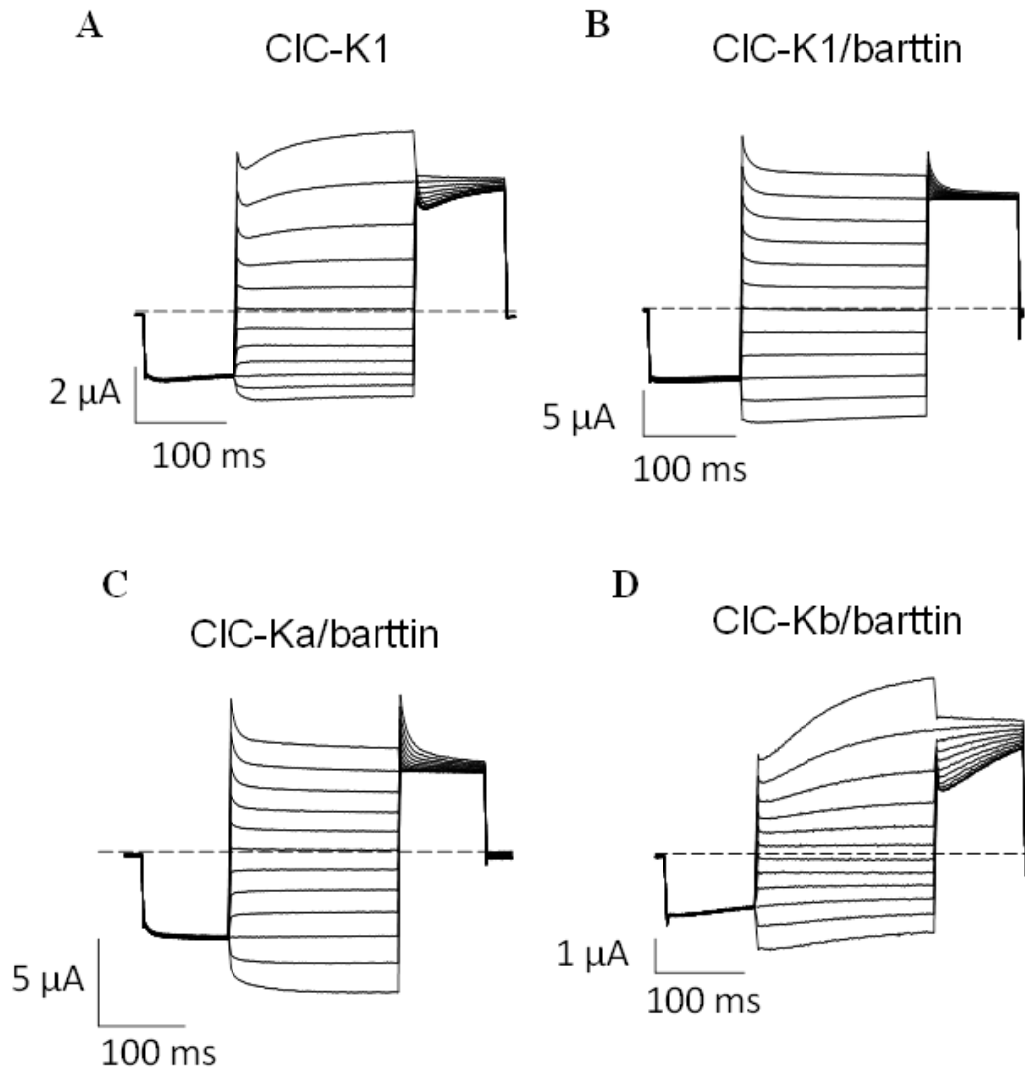 A
ClC-K1
2 µA
100 ms
B
ClC-K1/barttin
5 µA
100 ms
C
ClC-Ka/barttin
5 µA
100 ms
D
ClC-Kb/barttin
1 µA
100 ms